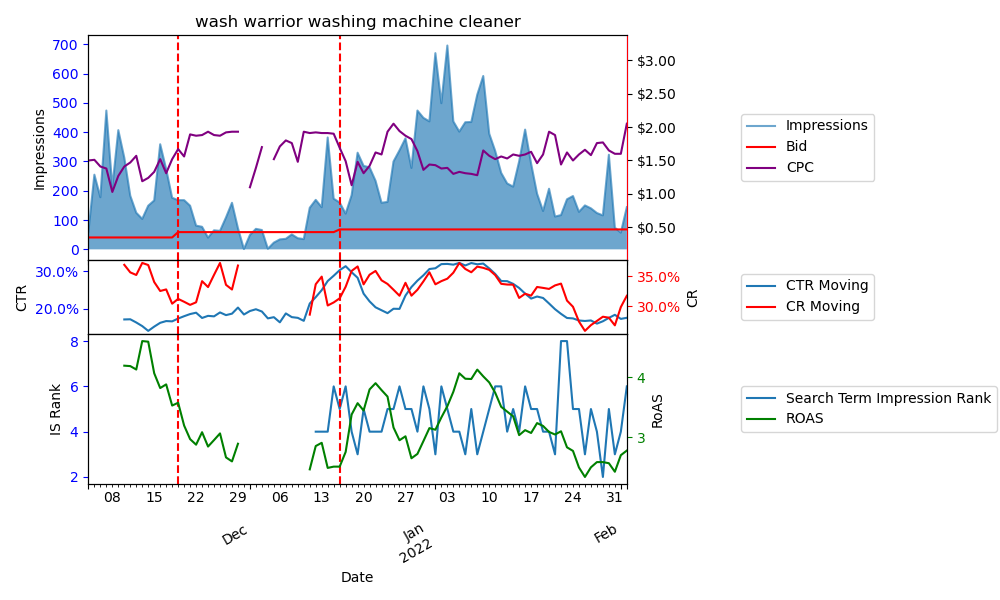 wash warrior washing machine cleaner
700
600
500
400
300
200
100
0
Impressions
$3.00
$2.50
$2.00
$1.50
$1.00
$0.50
Impressions
Bid
CPC
30.0%
20.0%
CTR
35.0%
30.0%
CR
CTR Moving
CR Moving
8
6
4
2
IS Rank
4
3
RoAS
Search Term Impression Rank
ROAS
08 15 22 29 06 13 20 27 03 10 17 24 31
Dec Jan Feb
2022
Date